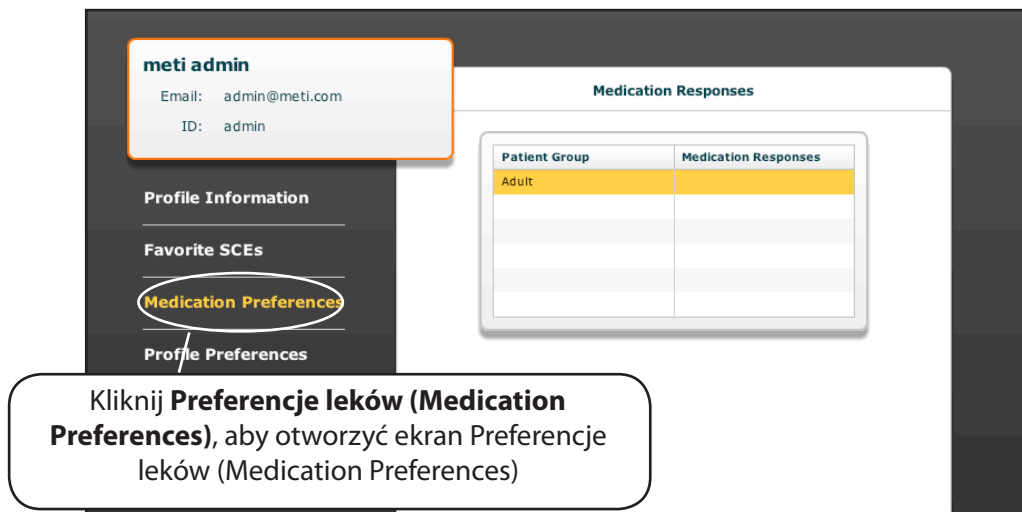 meti admin
Email: admin@meti.com
ID: admin
Profile Information
Favorite SCEs
Medication Preferences
Profile Preferences
Medication Responses
Patient Group Medication Responses
Adult
Kliknij Preferencje leków (Medication
Preferences), aby otworzyć ekran Preferencje
leków (Medication Preferences)